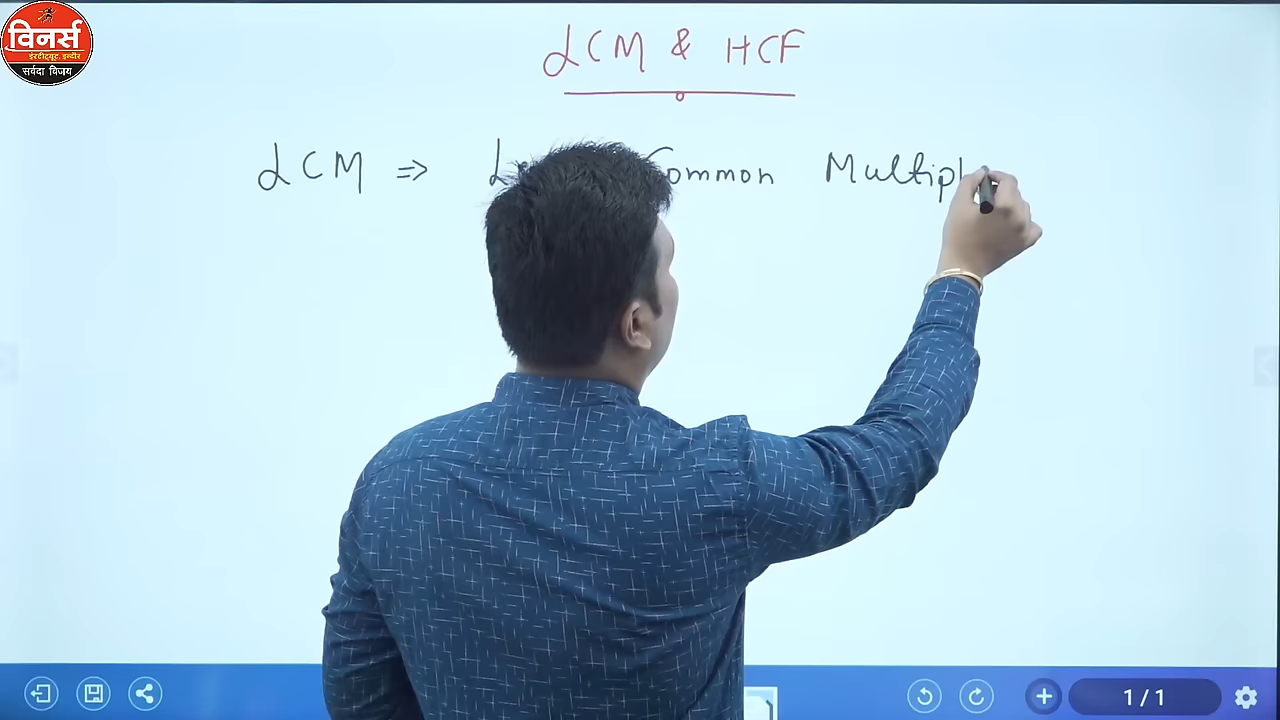 विनर्स
इंस्टीट्यूट, इन्दौर
सर्वदा विजय
LCM & HCF
LCM ⇒ Common Multipl
1 / 1